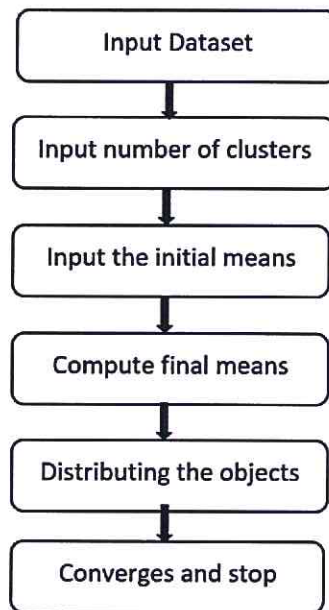 Input Dataset
Input number of clusters
Input the initial means
Compute final means
Distributing the objects
Converges and stop